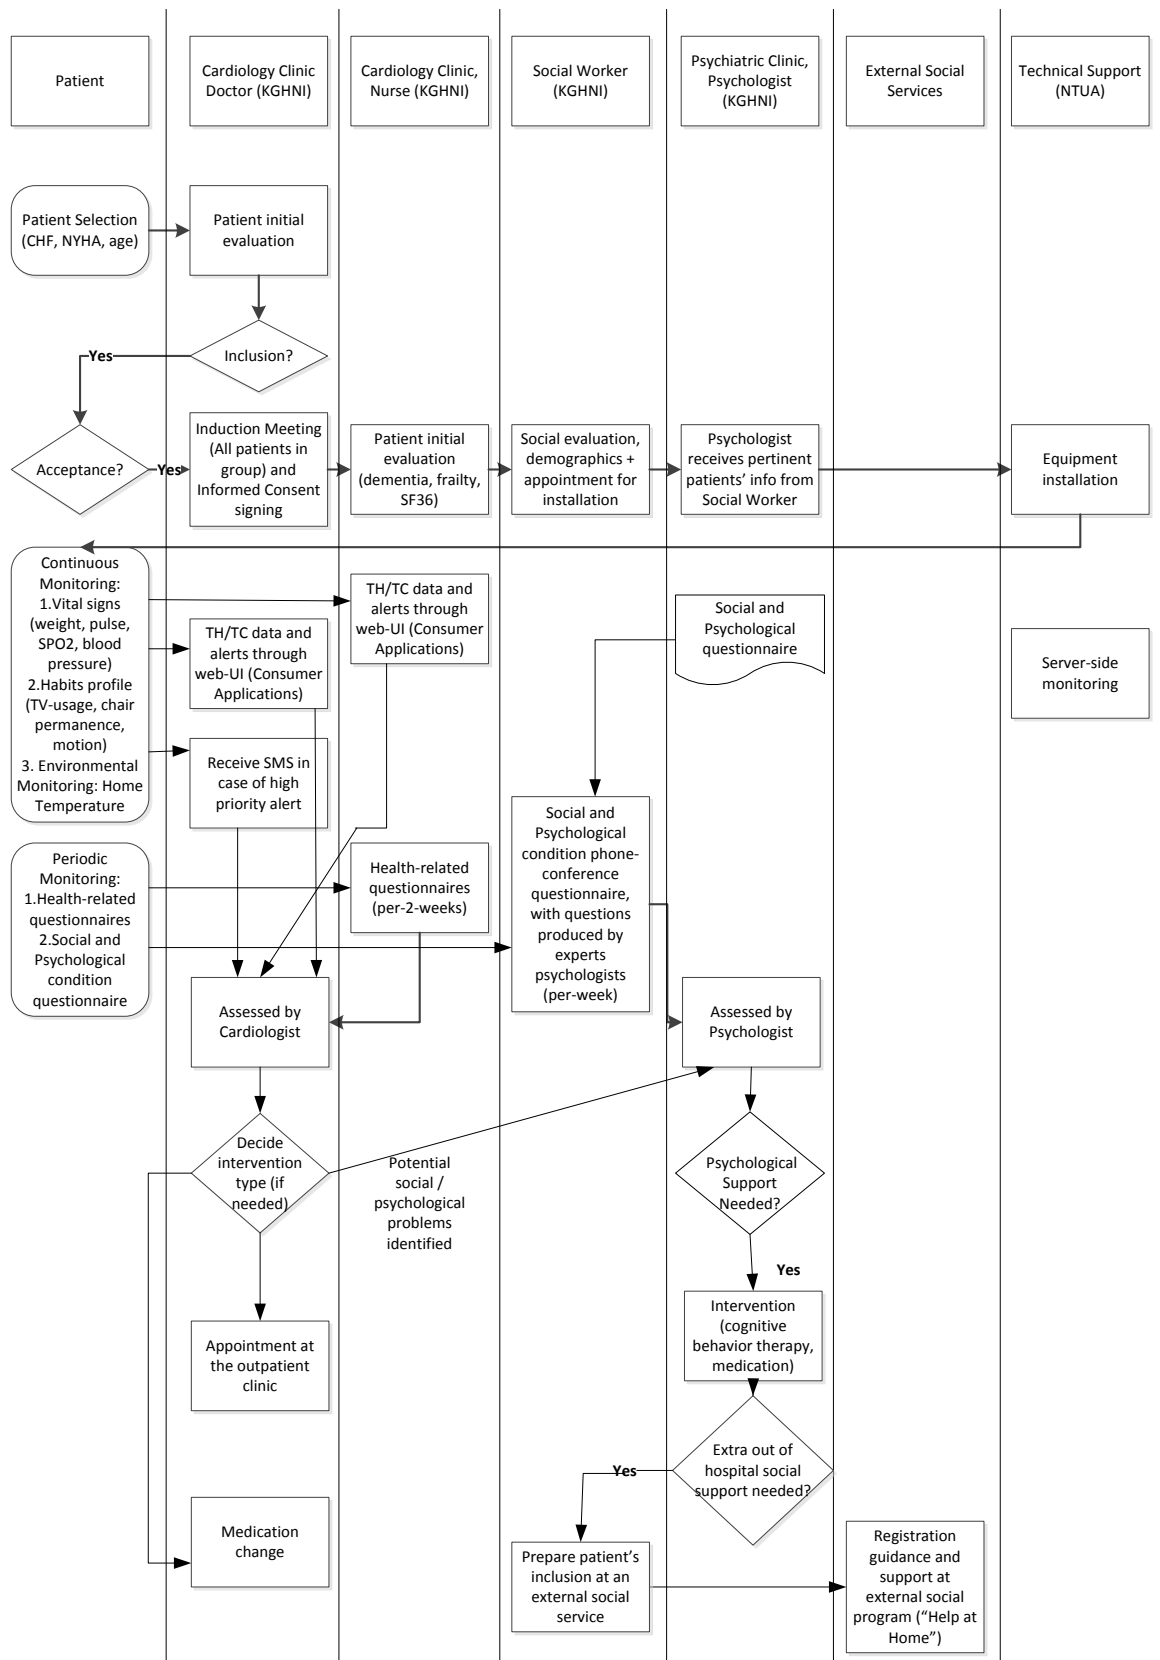 Patient
Cardiology Clinic
Doctor (KGHNI)
Cardiology Clinic,
Nurse (KGHNI)
Social Worker
(KGHNI)
Psychiatric Clinic,
Psychologist
(KGHNI)
External Social
Services
Technical Support
(NTUA)
Patient Selection
(CHF, NYHA, age)
Patient initial
evaluation
Inclusion?
Yes
Acceptance?
Yes
Induction Meeting
(All patients in
group) and
Informed Consent
signing
Patient initial
evaluation
(dementia, frailty,
SF36)
Social evaluation,
demographics +
appointment for
installation
Psychologist
receives pertinent
patients’ info from
Social Worker
Equipment
installation
Continuous
Monitoring:
1.Vital signs
(weight, pulse,
SPO2, blood
pressure)
2.Habits profile
(TV-usage, chair
permanence,
motion)
3. Environmental
Monitoring: Home
Temperature
TH/TC data and
alerts through
web-UI (Consumer
Applications)
TH/TC data and
alerts through
web-UI (Consumer
Applications)
Social and
Psychological
questionnaire
Server-side
monitoring
Receive SMS in
case of high
priority alert
Periodic
Monitoring:
1.Health-related
questionnaires
2.Social and
Psychological
condition
questionnaire
Health-related
questionnaires
(per-2-weeks)
Social and
Psychological
condition phone-
conference
questionnaire,
with questions
produced by
experts
psychologists
(per-week)
Assessed by
Cardiologist
Assessed by
Psychologist
Decide
intervention
type (if
needed)
Potential
social /
psychological
problems
identified
Psychological
Support
Needed?
Yes
Intervention
(cognitive
behavior therapy,
medication)
Appointment at
the outpatient
clinic
Extra out of
hospital social
support needed?
Yes
Medication
change
Prepare patient’s
inclusion at an
external social
service
Registration
guidance and
support at
external social
program (“Help at
Home”)